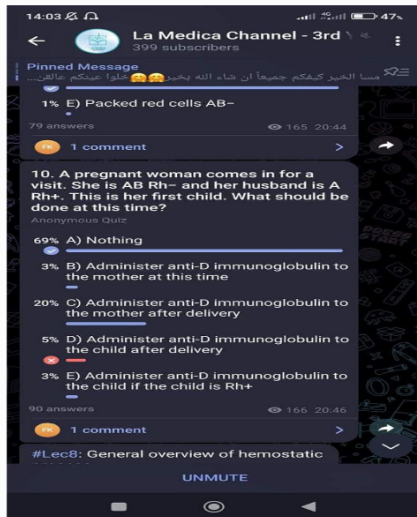 14:03
47%
La Medica Channel - 3rd
399 subscribers
Pinned Message
مسا الخير كيفكم جميعاً ان شاء الله بخير🤗🤗خلوا عينكم عالقن...
1% E) Packed red cells AB-
79 answers
165 20:44
FK 1 comment
10. A pregnant woman comes in for a
visit. She is AB Rh- and her husband is A
Rh+. This is her first child. What should be
done at this time?
Anonymous Quiz
69% A) Nothing
3% B) Administer anti-D immunoglobulin to
the mother at this time
20% C) Administer anti-D immunoglobulin to
the mother after delivery
5% D) Administer anti-D immunoglobulin to
the child after delivery
3% E) Administer anti-D immunoglobulin to
the child if the child is Rh+
90 answers
166 20:46
FK 1 comment
#Lec8: General overview of hemostatic
UNMUTE